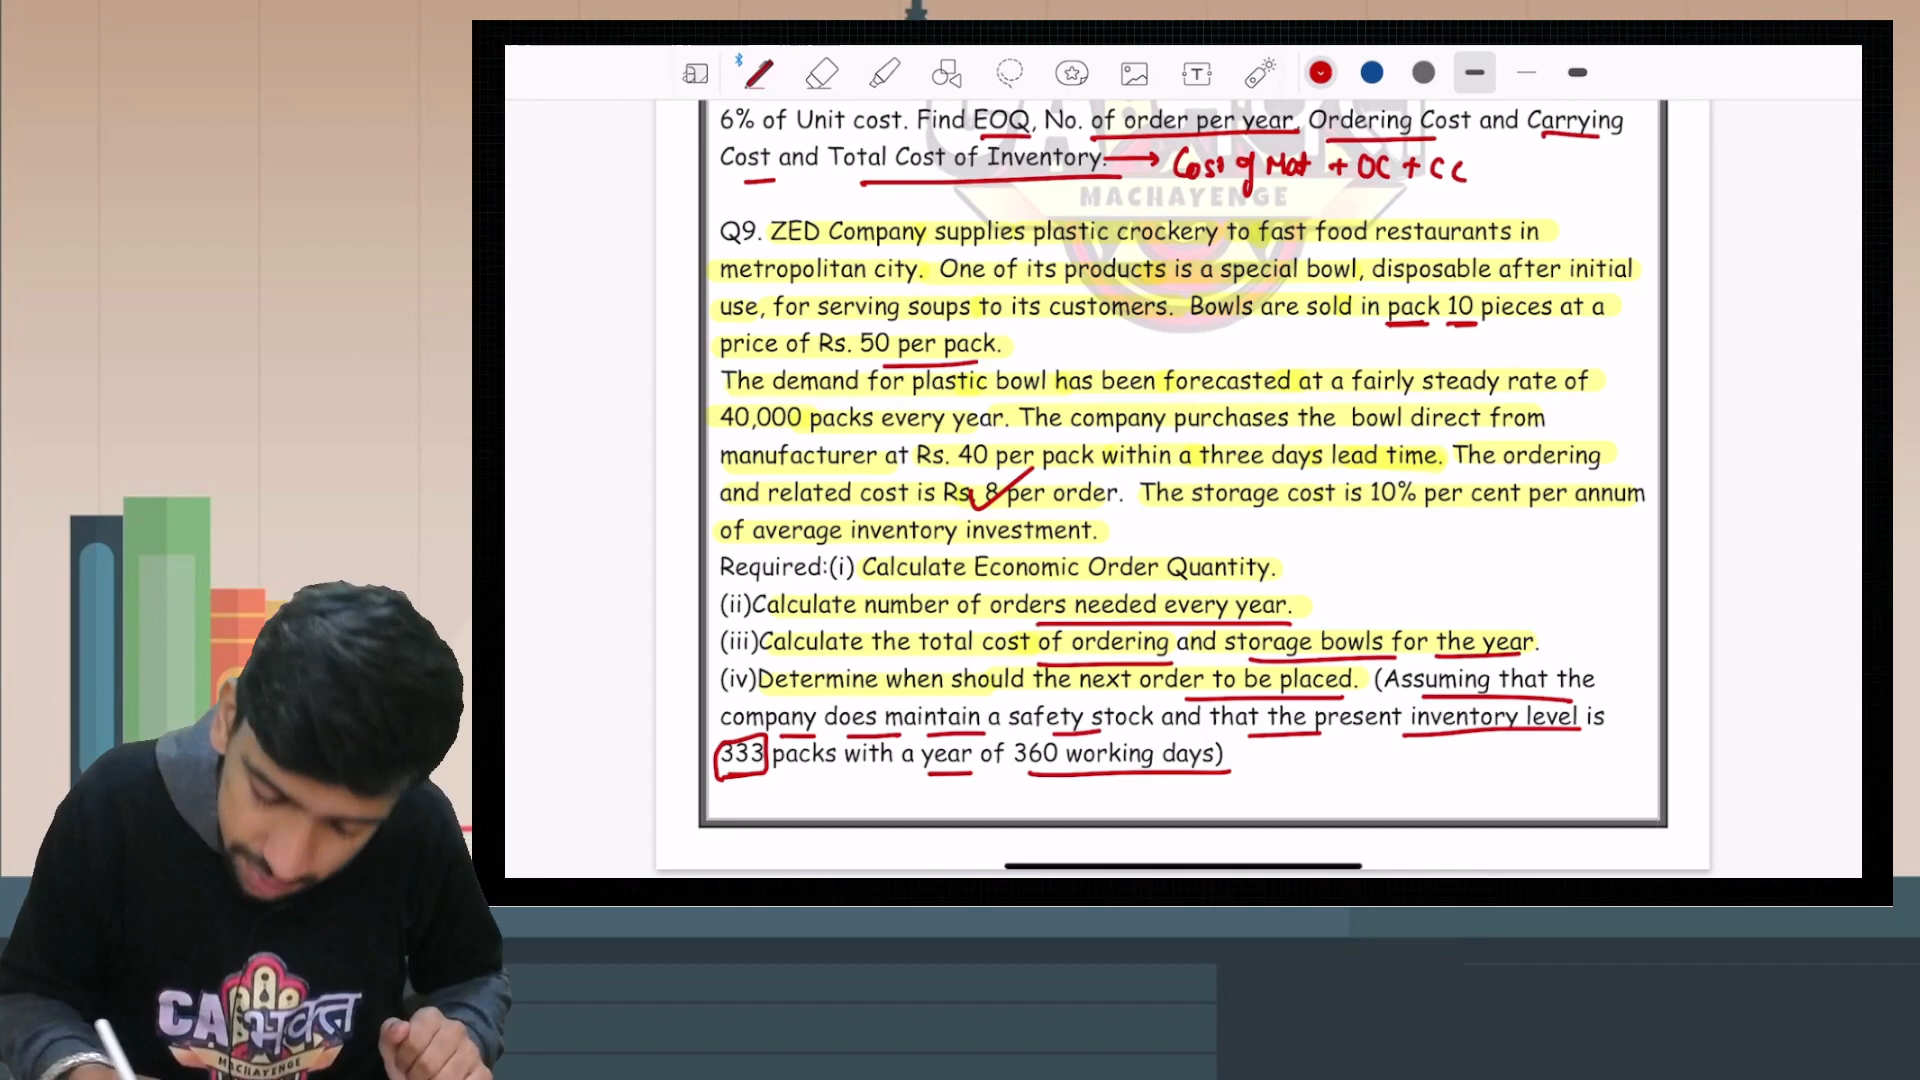 6% of Unit cost. Find EOQ, No. of order per year, Ordering Cost and Carrying
Cost and Total Cost of Inventory. → Cost of Mat + OC + CC
MACHAYENGE
Q9. ZED Company supplies plastic crockery to fast food restaurants in
metropolitan city. One of its products is a special bowl, disposable after initial
use, for serving soups to its customers. Bowls are sold in pack 10 pieces at a
price of Rs. 50 per pack.
The demand for plastic bowl has been forecasted at a fairly steady rate of
40,000 packs every year. The company purchases the bowl direct from
manufacturer at Rs. 40 per pack within a three days lead time. The ordering
and related cost is Rs. 8 per order. The storage cost is 10% per cent per annum
of average inventory investment.
Required:(i) Calculate Economic Order Quantity.
(ii)Calculate number of orders needed every year.
(iii)Calculate the total cost of ordering and storage bowls for the year.
(iv)Determine when should the next order to be placed. (Assuming that the
company does maintain a safety stock and that the present inventory level is
333 packs with a year of 360 working days)
CA भक्त
MACHAYENGE